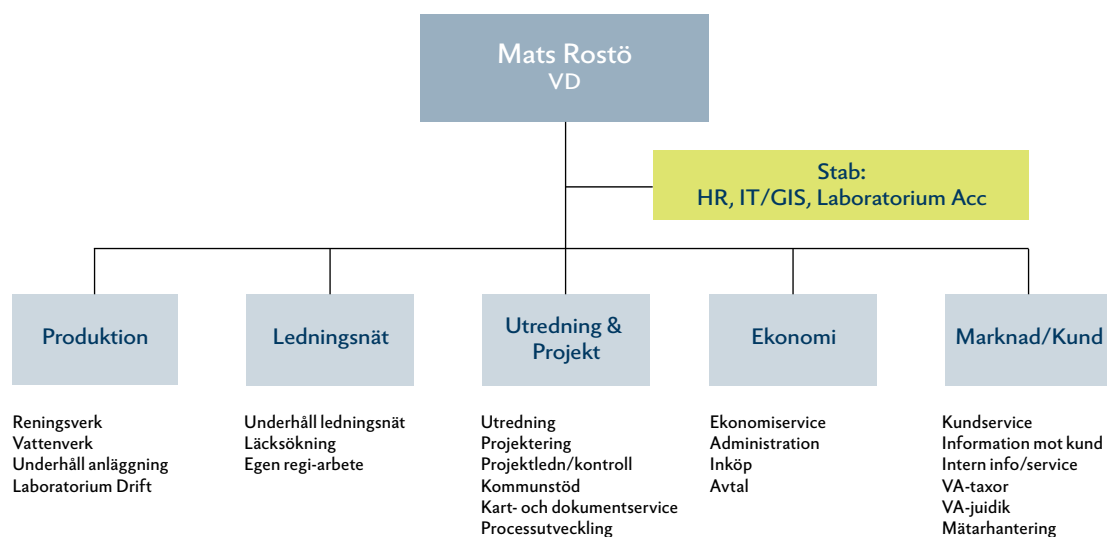 Mats Rostö
VD
Stab:
HR, IT/GIS, Laboratorium Acc
Produktion
Ledningsnät
Utredning &
Projekt
Ekonomi
Marknad/Kund
Reningsverk
Vattenverk
Underhåll anläggning
Laboratorium Drift
Underhåll ledningsnät
Läcksökning
Egen regi-arbete
Utredning
Projektering
Projektledn/kontroll
Kommunstöd
Kart- och dokumentservice
Processutveckling
Ekonomiservice
Administration
Inköp
Avtal
Kundservice
Information mot kund
Intern info/service
VA-taxor
VA-juidik
Mätarhantering